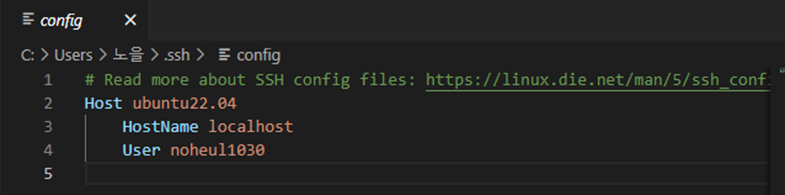 config ×
C: > Users > 노을 > .ssh > config
1 # Read more about SSH config files: https://linux.die.net/man/5/ssh_conf
2 Host ubuntu22.04
3 HostName localhost
4 User noheul1030
5